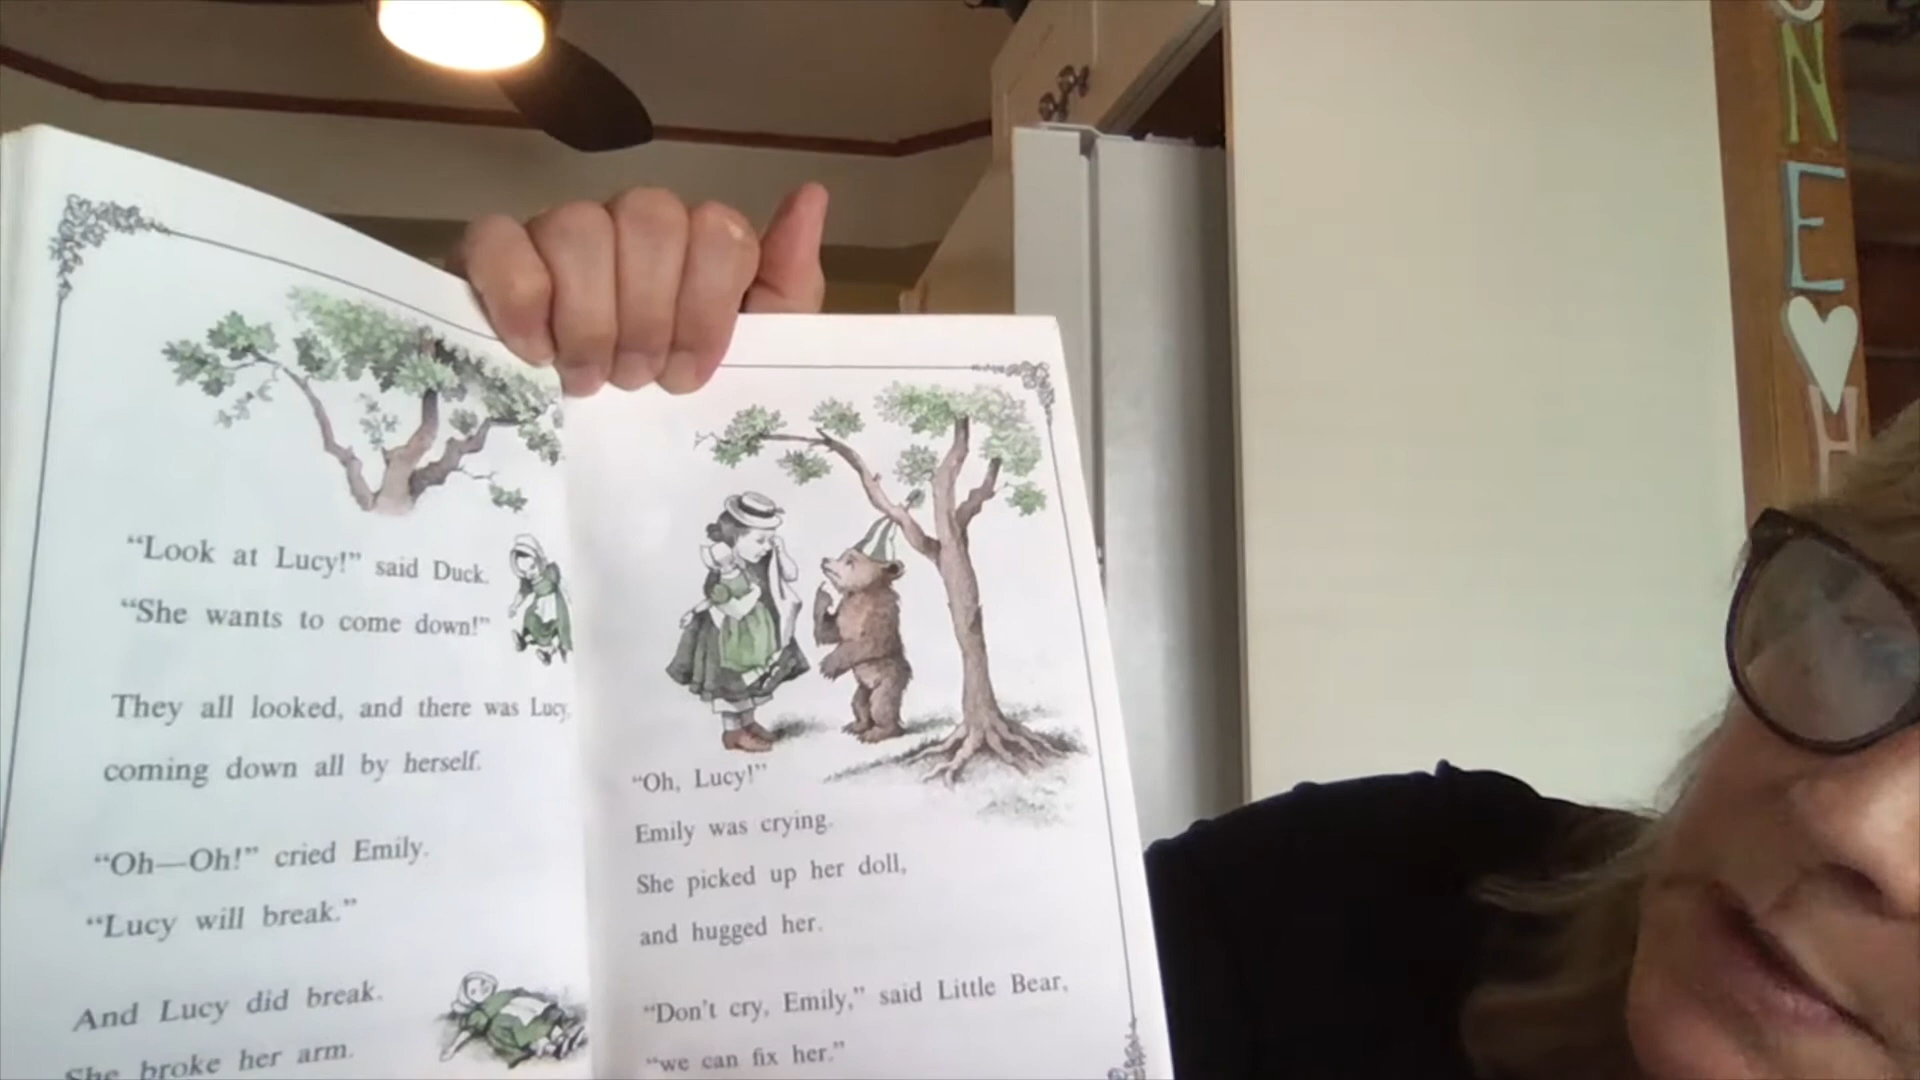 “Look at Lucy!” said Duck.
“She wants to come down!”
They all looked, and there was Lucy,
coming down all by herself.
“Oh—Oh!” cried Emily.
“Lucy will break.”
And Lucy did break.
She broke her arm.
“Oh, Lucy!”
Emily was crying.
She picked up her doll,
and hugged her.
“Don't cry, Emily,” said Little Bear,
“we can fix her.”
N
E
H